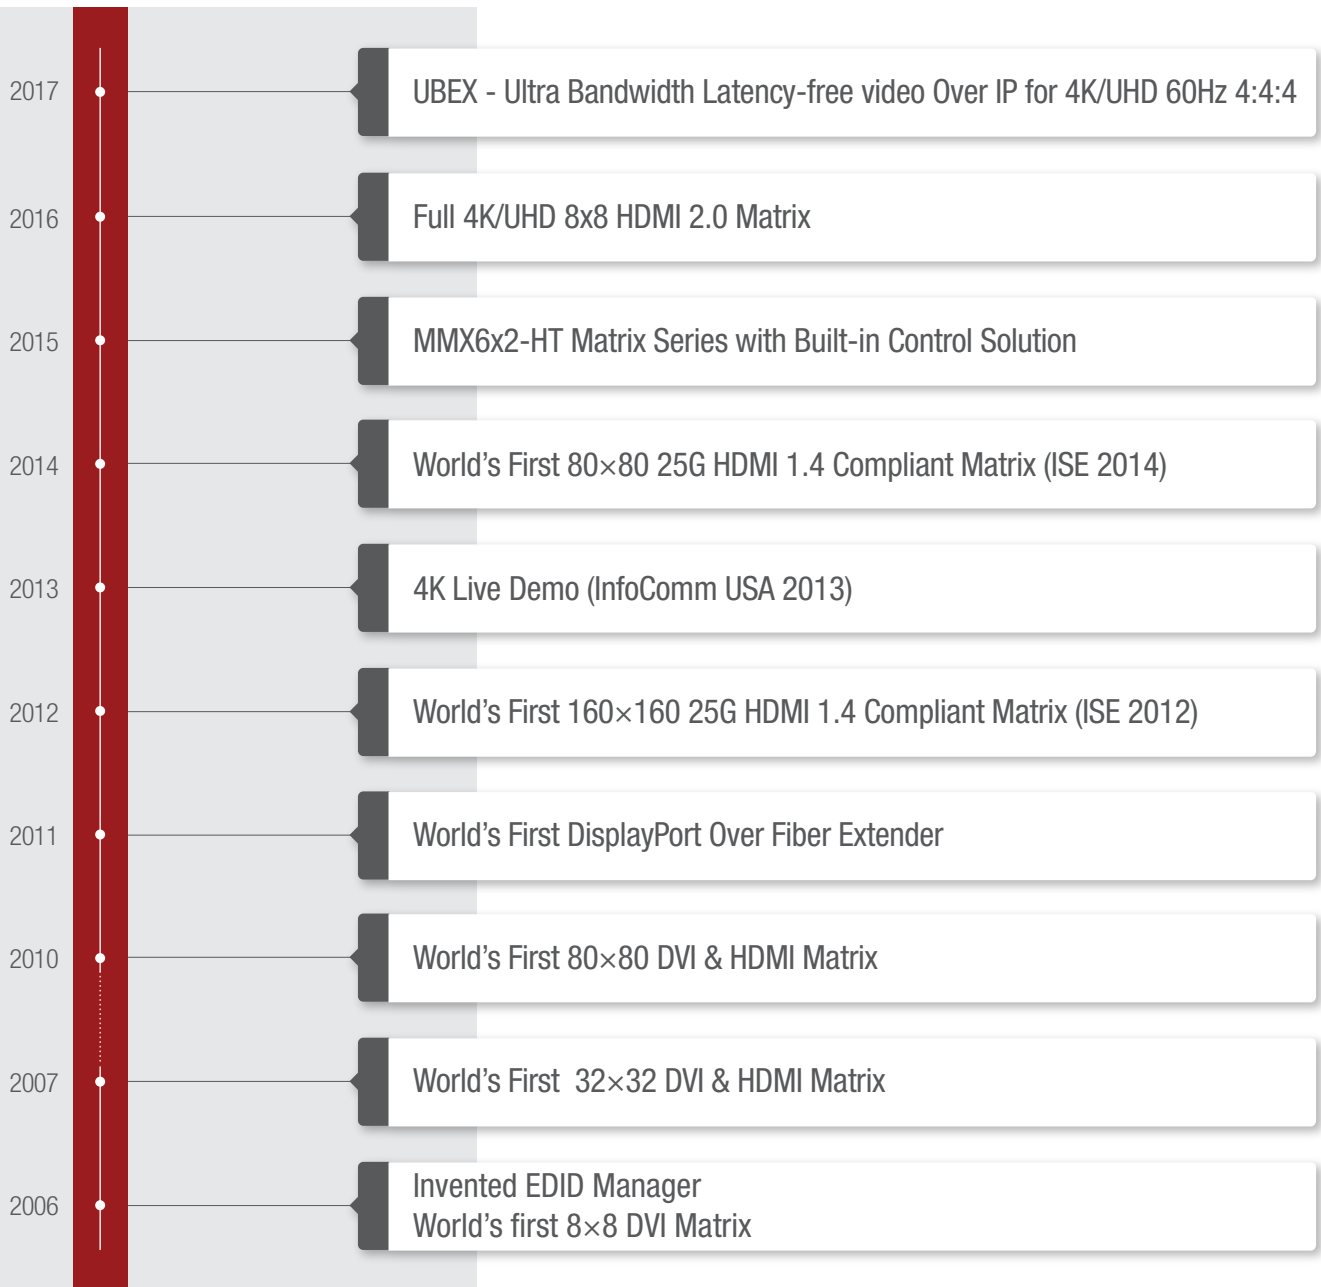 2017
UBEX - Ultra Bandwidth Latency-free video Over IP for 4K/UHD 60Hz 4:4:4
2016
Full 4K/UHD 8x8 HDMI 2.0 Matrix
2015
MMX6x2-HT Matrix Series with Built-in Control Solution
2014
World’s First 80×80 25G HDMI 1.4 Compliant Matrix (ISE 2014)
2013
4K Live Demo (InfoComm USA 2013)
2012
World’s First 160×160 25G HDMI 1.4 Compliant Matrix (ISE 2012)
2011
World’s First DisplayPort Over Fiber Extender
2010
World’s First 80×80 DVI & HDMI Matrix
2007
World’s First  32×32 DVI & HDMI Matrix
2006
Invented EDID Manager
World’s first 8×8 DVI Matrix